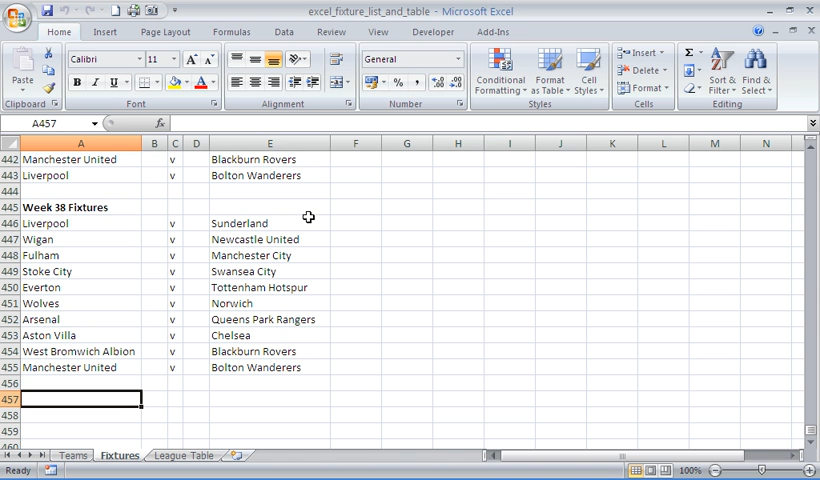 excel_fixture_list_and_table - Microsoft Excel
Home Insert Page Layout Formulas Data Review View Developer Add-Ins
Paste Calibri 11 A A General Conditional Formatting Format as Table Cell Styles Insert Delete Format Σ Sort & Filter Find & Select
B I U A $ % , .0 .00 .00 .0
Clipboard Font Alignment Number Styles Cells Editing
A457 fx
A B C D E F G H I J K L M N
442 Manchester United v Blackburn Rovers
443 Liverpool v Bolton Wanderers
444
445 Week 38 Fixtures
446 Liverpool v Sunderland
447 Wigan v Newcastle United
448 Fulham v Manchester City
449 Stoke City v Swansea City
450 Everton v Tottenham Hotspur
451 Wolves v Norwich
452 Arsenal v Queens Park Rangers
453 Aston Villa v Chelsea
454 West Bromwich Albion v Blackburn Rovers
455 Manchester United v Bolton Wanderers
456
457
458
459
460
Teams Fixtures League Table
Ready 100%